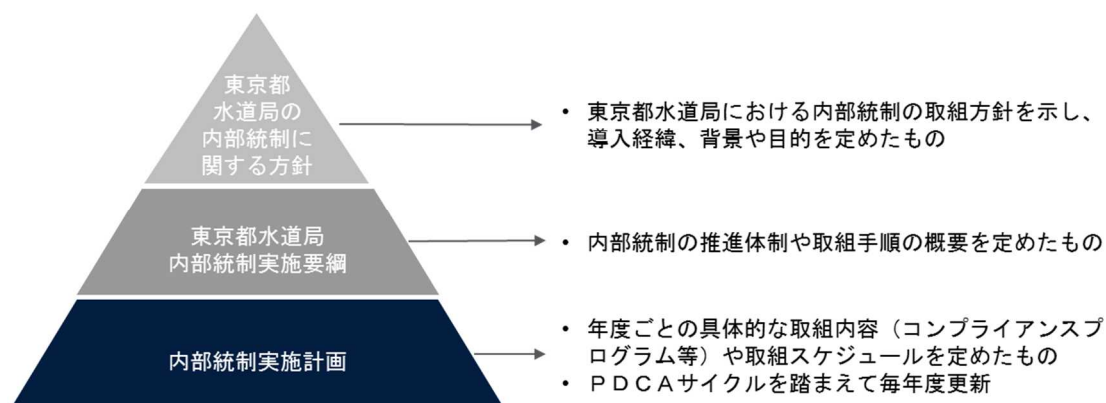 東京都
水道局の
内部統制に
関する方針
• 東京都水道局における内部統制の取組方針を示し、
導入経緯、背景や目的を定めたもの
東京都水道局
内部統制実施要綱
• 内部統制の推進体制や取組手順の概要を定めたもの
内部統制実施計画
• 年度ごとの具体的な取組内容（コンプライアンスプ
ログラム等）や取組スケジュールを定めたもの
• ＰＤＣＡサイクルを踏まえて毎年度更新